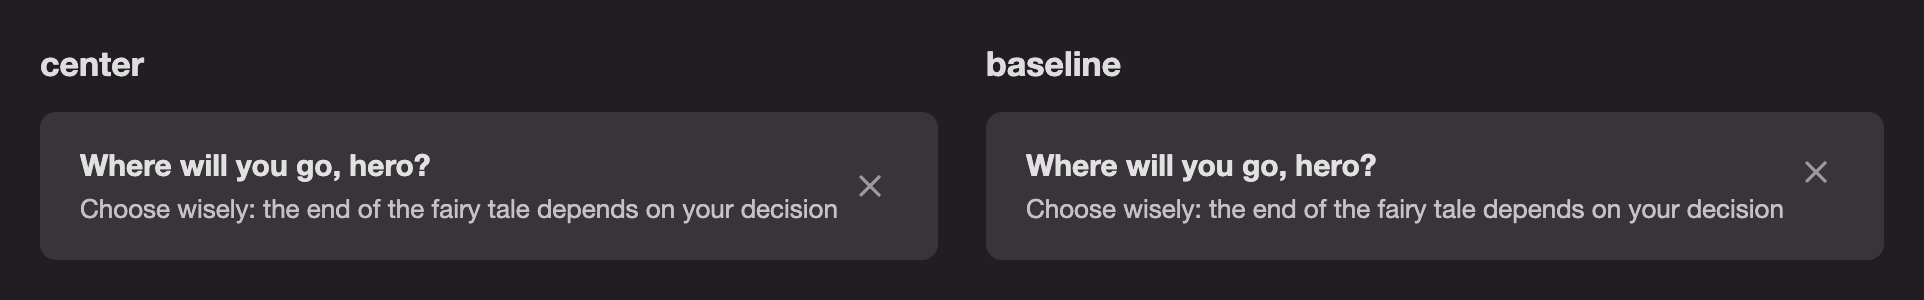 center
Where will you go, hero?
Choose wisely: the end of the fairy tale depends on your decision
baseline
Where will you go, hero?
Choose wisely: the end of the fairy tale depends on your decision